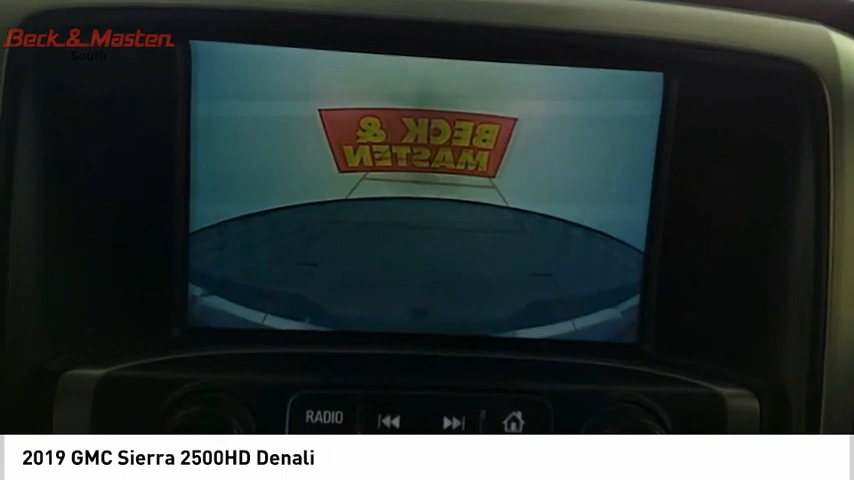 Beck & Masten
South
BECK &
MASTEN
RADIO
2019 GMC Sierra 2500HD Denali